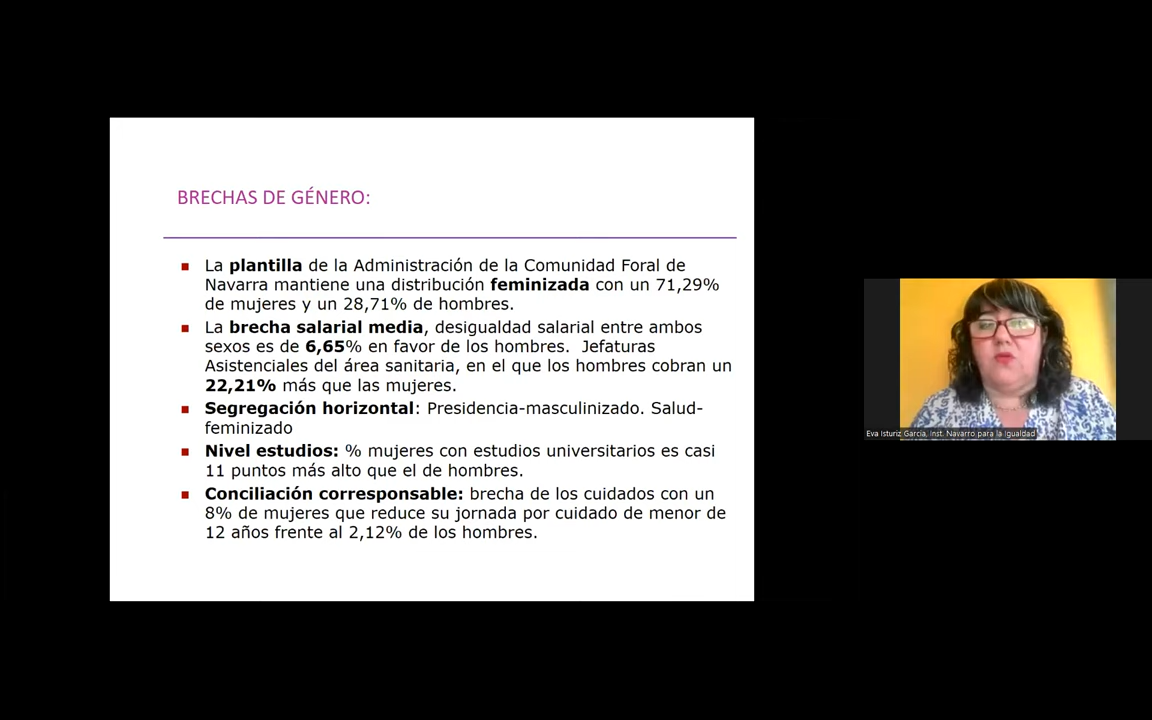 BRECHAS DE GÉNERO:
La plantilla de la Administración de la Comunidad Foral de
Navarra mantiene una distribución feminizada con un 71,29%
de mujeres y un 28,71% de hombres.
La brecha salarial media, desigualdad salarial entre ambos
sexos es de 6,65% en favor de los hombres. Jefaturas
Asistenciales del área sanitaria, en el que los hombres cobran un
22,21% más que las mujeres.
Segregación horizontal: Presidencia-masculinizado. Salud-
feminizado
Nivel estudios: % mujeres con estudios universitarios es casi
11 puntos más alto que el de hombres.
Conciliación corresponsable: brecha de los cuidados con un
8% de mujeres que reduce su jornada por cuidado de menor de
12 años frente al 2,12% de los hombres.
Eva Isturiz García, Inst. Navarro para la Igualdad